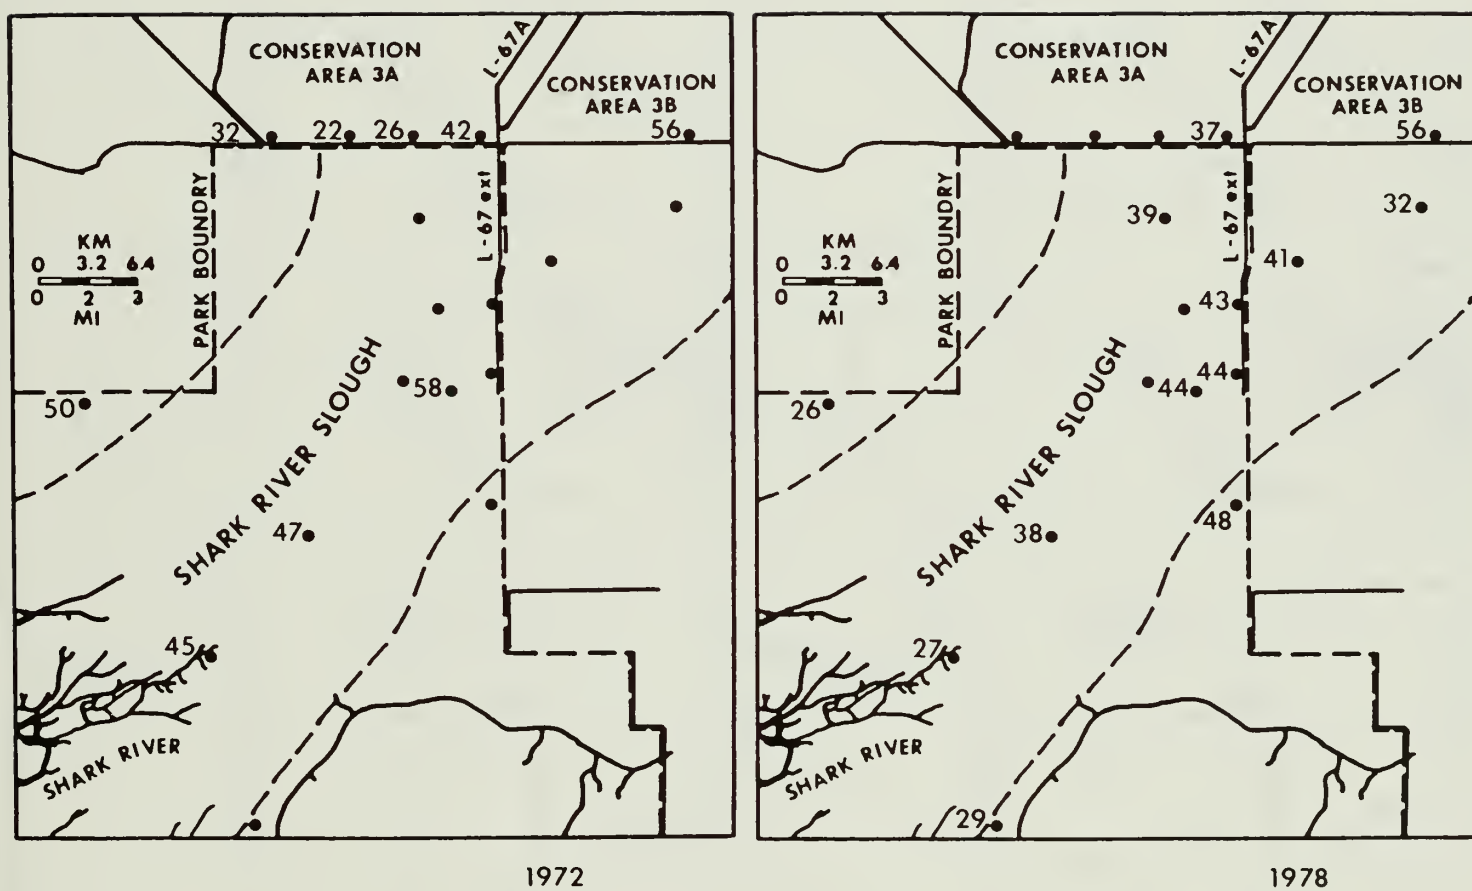 CONSERVATION
AREA 3A
L-67A
CONSERVATION
AREA 3B
32
22
26
42
56
PARK BOUNDRY
L-67 ext
KM
0 3.2 6.4
0 2 3
MI
58
50
SHARK RIVER SLOUGH
47
45
SHARK RIVER
1972
CONSERVATION
AREA 3A
L-67A
CONSERVATION
AREA 3B
37
56
PARK BOUNDRY
L-67 ext
39
32
KM
0 3.2 6.4
0 2 3
MI
41
43
44
44
26
SHARK RIVER SLOUGH
48
38
27
SHARK RIVER
29
1978